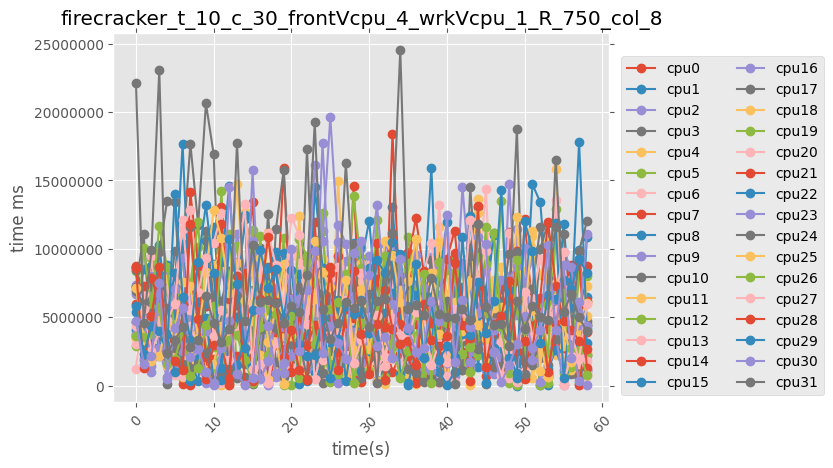 firecracker_t_10_c_30_frontVcpu_4_wrkVcpu_1_R_750_col_8
25000000
20000000
15000000
10000000
5000000
0
time ms
0
10
20
30
40
50
60
time(s)
cpu0
cpu1
cpu2
cpu3
cpu4
cpu5
cpu6
cpu7
cpu8
cpu9
cpu10
cpu11
cpu12
cpu13
cpu14
cpu15
cpu16
cpu17
cpu18
cpu19
cpu20
cpu21
cpu22
cpu23
cpu24
cpu25
cpu26
cpu27
cpu28
cpu29
cpu30
cpu31